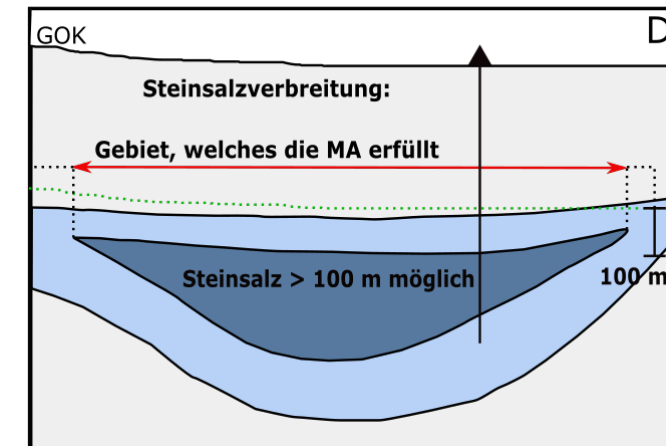 GOK
D
Steinsalzverbreitung:
Gebiet, welches die MA erfüllt
Steinsalz > 100 m möglich
100 m